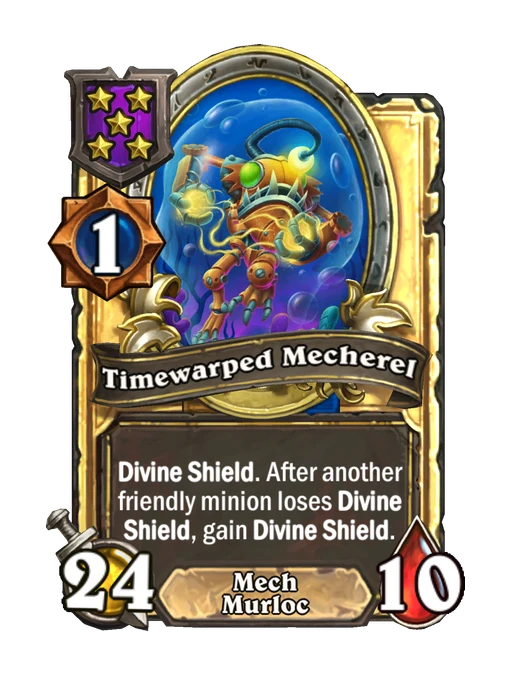 1
Timewarped Mecherel
Divine Shield. After another
friendly minion loses Divine
Shield, gain Divine Shield.
24
Mech
Murloc
10